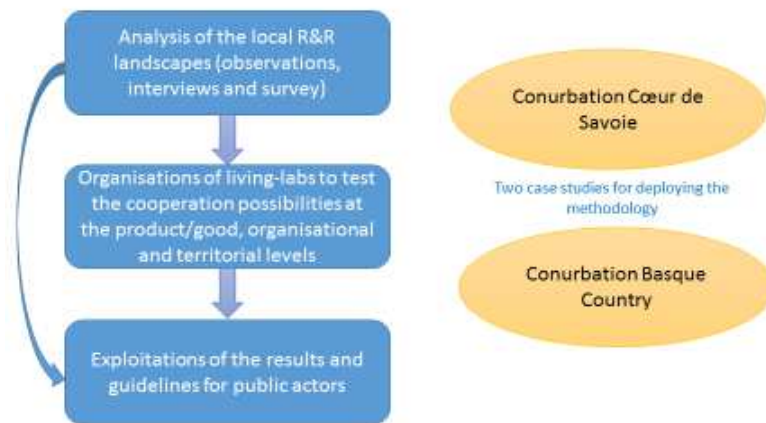 Analysis of the local R&R
landscapes (observations,
interviews and survey)
Organisations of living-labs to test
the cooperation possibilities at
the product/good, organisational
and territorial levels
Exploitations of the results and
guidelines for public actors
Conurbation Cœur de
Savoie
Two case studies for deploying the
methodology
Conurbation Basque
Country